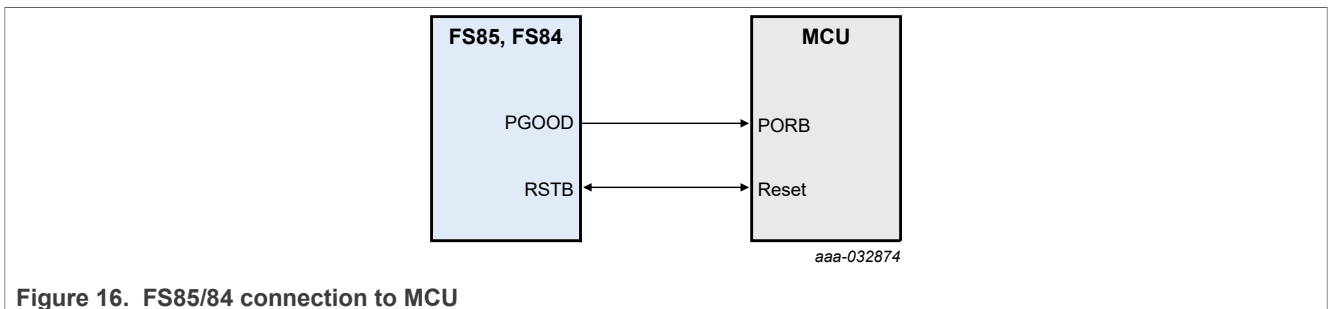 FS85, FS84
MCU
PGOOD
PORB
RSTB
Reset
aaa-032874
Figure 16. FS85/84 connection to MCU